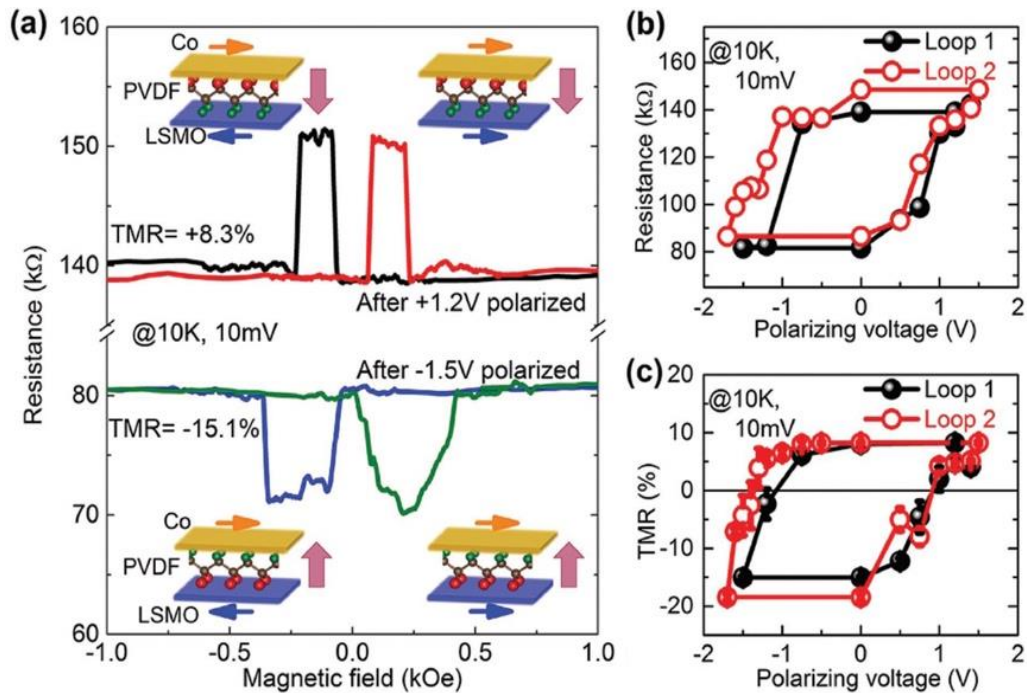 (a)
160
150
140
80
70
60
Resistance (kΩ)
Co
PVDF
LSMO
TMR= +8.3%
After +1.2V polarized
@10K, 10mV
After -1.5V polarized
TMR= -15.1%
Co
PVDF
LSMO
-1.0 -0.5 0.0 0.5 1.0
Magnetic field (kOe)
(b)
180
160
140
120
100
80
60
Resistance (kΩ)
@10K,
10mV
Loop 1
Loop 2
-2 -1 0 1 2
Polarizing voltage (V)
(c)
20
10
0
-10
-20
TMR (%)
@10K,
10mV
Loop 1
Loop 2
-2 -1 0 1 2
Polarizing voltage (V)